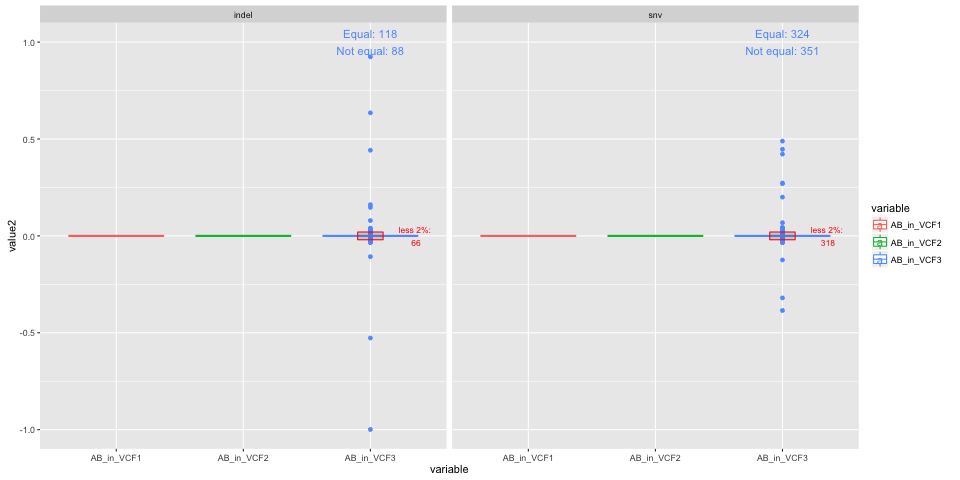 indel
snv
Equal: 118
Not equal: 88
Equal: 324
Not equal: 351
1.0
0.5
0.0
-0.5
-1.0
value2
less 2%:
66
less 2%:
318
AB_in_VCF1
AB_in_VCF2
AB_in_VCF3
AB_in_VCF1
AB_in_VCF2
AB_in_VCF3
variable
variable
a AB_in_VCF1
a AB_in_VCF2
a AB_in_VCF3